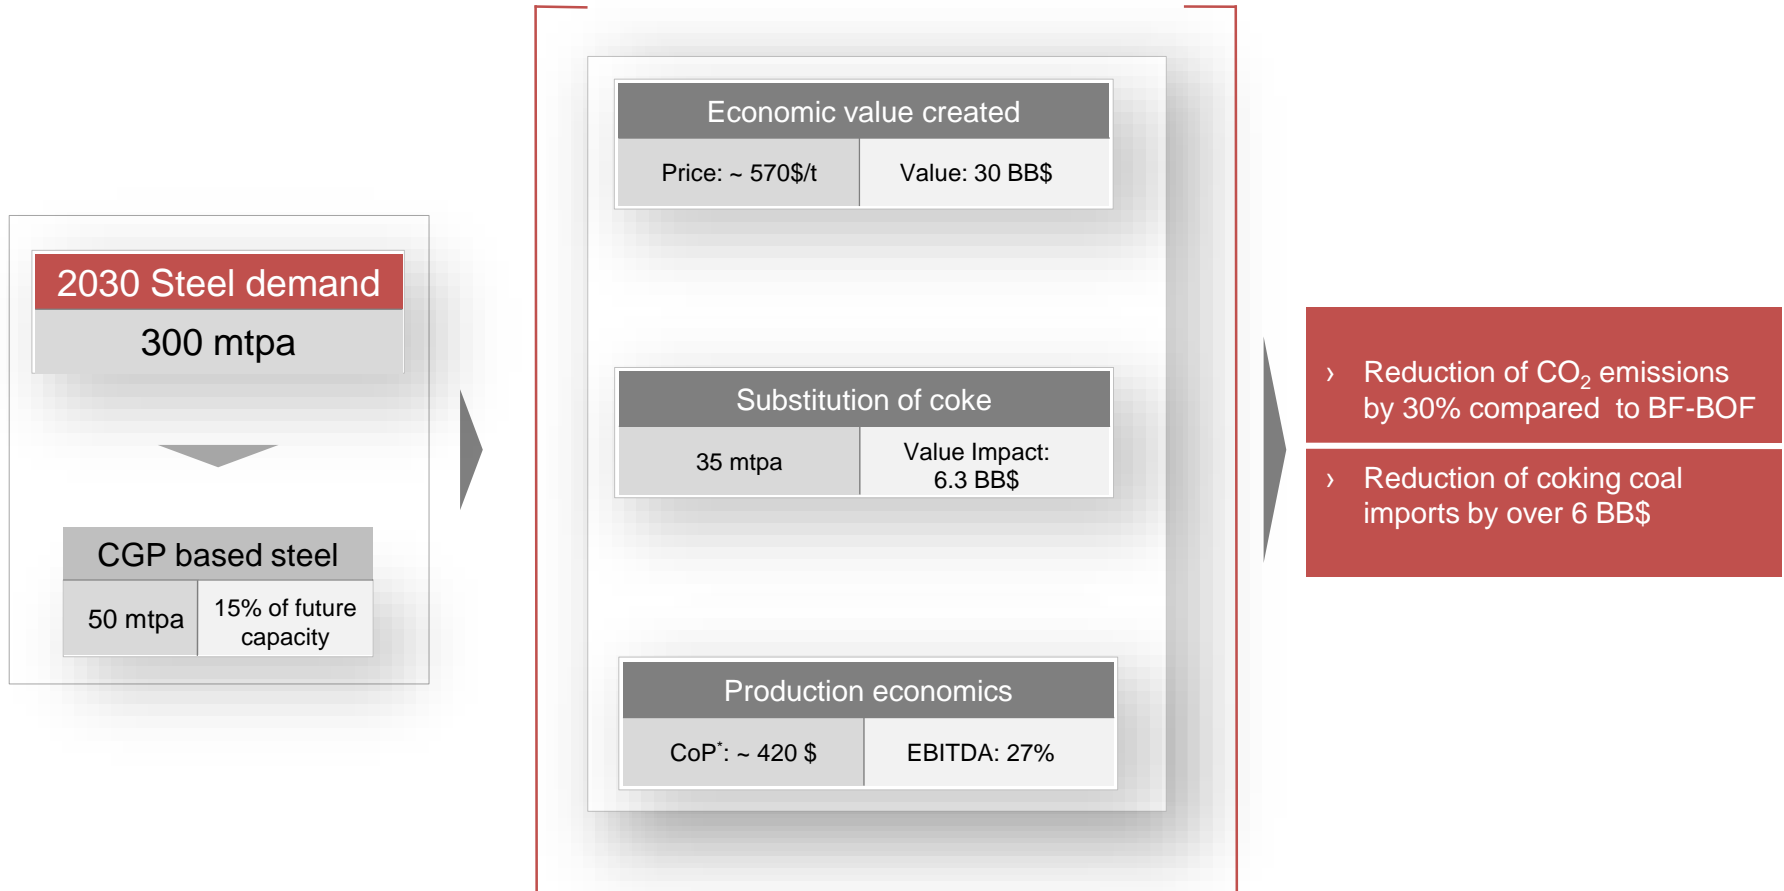 2030 Steel demand
300 mtpa
CGP based steel
50 mtpa
15% of future
capacity
Economic value created
Price: ~ 570$/t
Value: 30 BB$
Substitution of coke
35 mtpa
Value Impact:
6.3 BB$
Production economics
CoP*: ~ 420 $
EBITDA: 27%
› Reduction of CO₂ emissions
by 30% compared  to BF-BOF
› Reduction of coking coal
imports by over 6 BB$